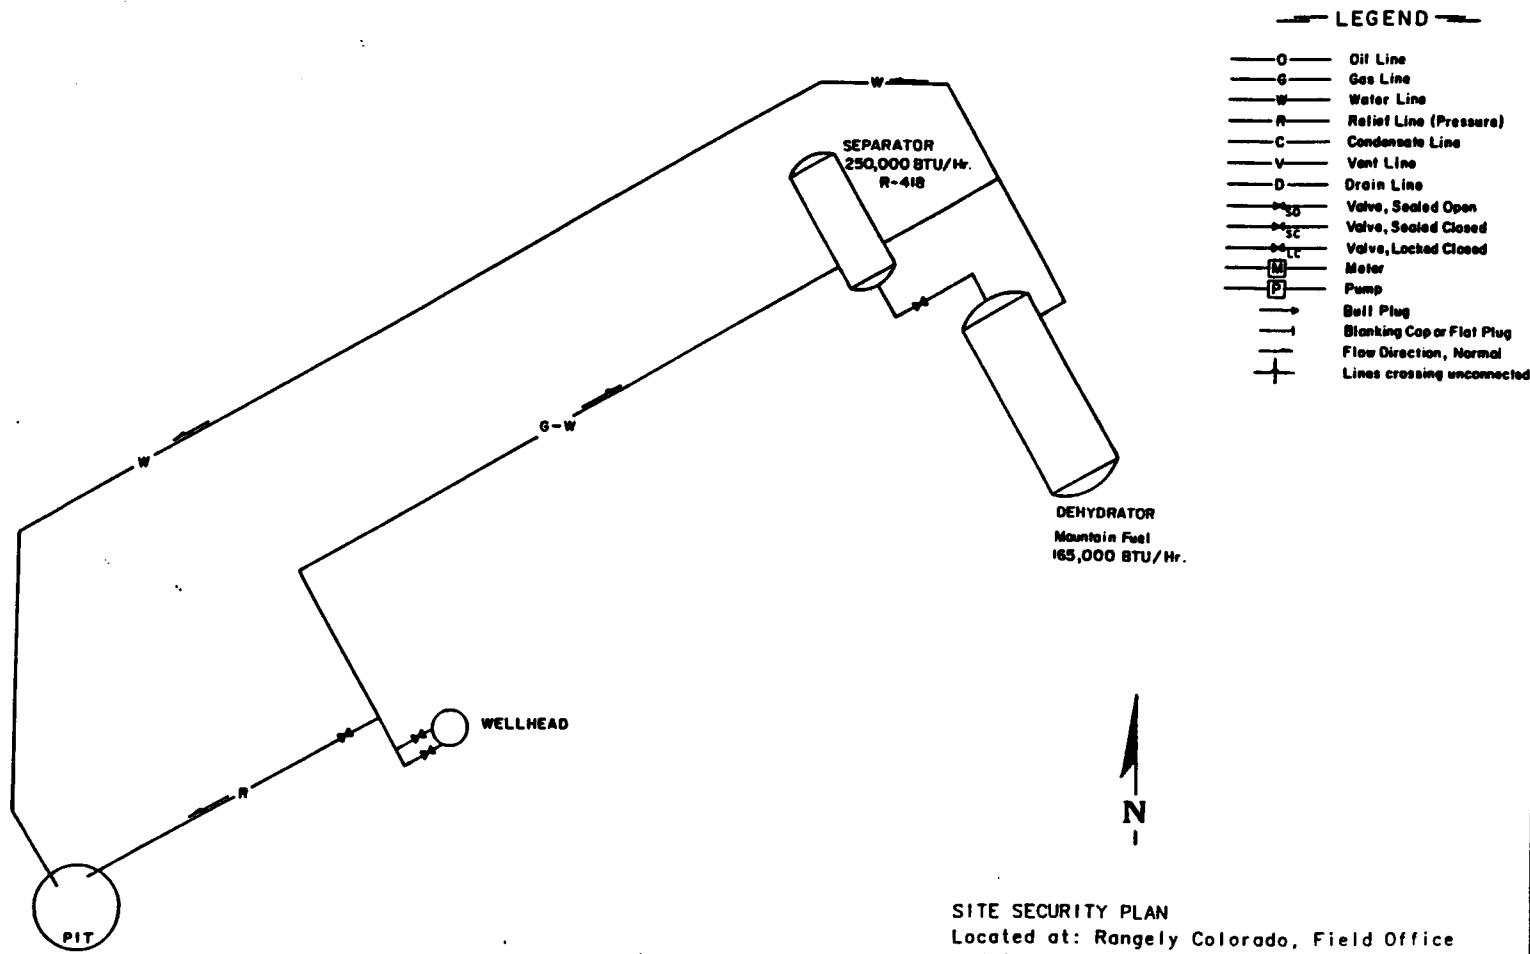 LEGEND
O Oil Line
G Gas Line
W Water Line
R Relief Line (Pressure)
C Condensate Line
V Vent Line
D Drain Line
SO Valve, Sealed Open
SC Valve, Sealed Closed
LC Valve, Locked Closed
M Meter
P Pump
Bull Plug
Blanking Cap or Flat Plug
Flow Direction, Normal
Lines crossing unconnected
W
SEPARATOR
250,000 BTU/Hr.
R-418
G-W
W
DEHYDRATOR
Mountain Fuel
165,000 BTU/Hr.
WELLHEAD
R
PIT
N
SITE SECURITY PLAN
Located at: Rangely Colorado, Field Office